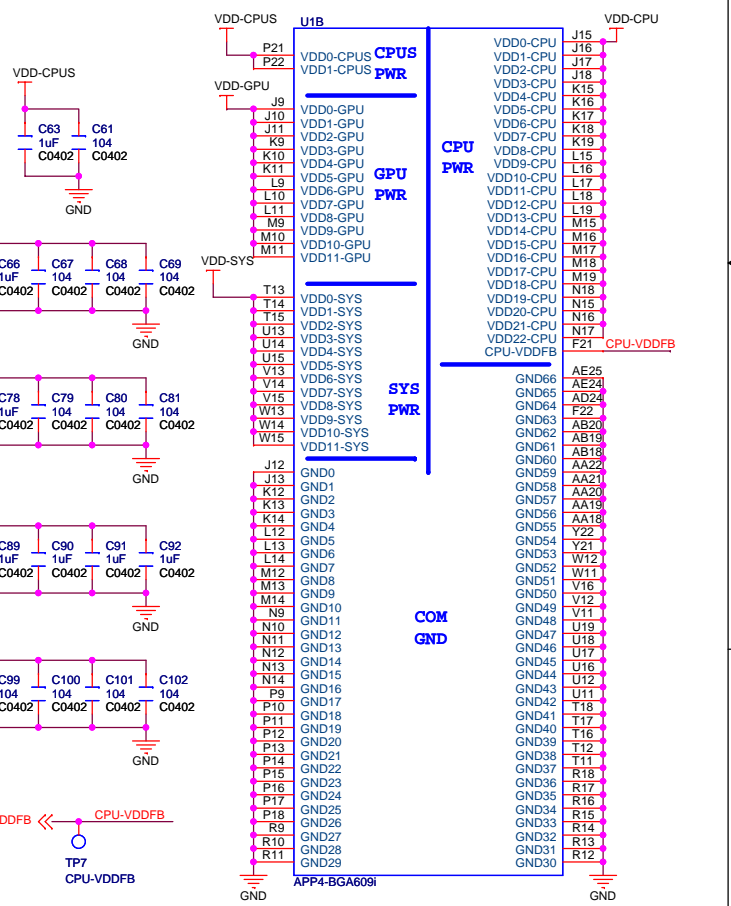 VDD-CPUS
C63 C61
1uF 104
C0402 C0402
GND
C66 C67 C68 C69
1uF 104 104 104
C0402 C0402 C0402 C0402
GND
C78 C79 C80 C81
1uF 104 104 104
C0402 C0402 C0402 C0402
GND
C89 C90 C91 C92
1uF 1uF 1uF 1uF
C0402 C0402 C0402 C0402
GND
C99 C100 C101 C102
104 104 104 104
C0402 C0402 C0402 C0402
GND
DDFB CPU-VDDFB
TP7
CPU-VDDFB
U1B
VDD-CPUS
P21 VDD0-CPUS
P22 VDD1-CPUS
CPUS
PWR
VDD-GPU
J9 VDD0-GPU
J10 VDD1-GPU
J11 VDD2-GPU
K9 VDD3-GPU
K10 VDD4-GPU
K11 VDD5-GPU
L9 VDD6-GPU
L10 VDD7-GPU
L11 VDD8-GPU
M9 VDD9-GPU
M10 VDD10-GPU
M11 VDD11-GPU
GPU
PWR
VDD-SYS
T13 VDD0-SYS
T14 VDD1-SYS
T15 VDD2-SYS
U13 VDD3-SYS
U14 VDD4-SYS
U15 VDD5-SYS
V13 VDD6-SYS
V14 VDD7-SYS
V15 VDD8-SYS
W13 VDD9-SYS
W14 VDD10-SYS
W15 VDD11-SYS
SYS
PWR
J12 GND0
J13 GND1
K12 GND2
K13 GND3
K14 GND4
L12 GND5
L13 GND6
L14 GND7
M12 GND8
M13 GND9
M14 GND10
N9 GND11
N10 GND12
N11 GND13
N12 GND14
N13 GND15
N14 GND16
P9 GND17
P10 GND18
P11 GND19
P12 GND20
P13 GND21
P14 GND22
P15 GND23
P16 GND24
P17 GND25
P18 GND26
R9 GND27
R10 GND28
R11 GND29
GND
COM
GND
CPU
PWR
VDD-CPU
VDD0-CPU J15
VDD1-CPU J16
VDD2-CPU J17
VDD3-CPU J18
VDD4-CPU K15
VDD5-CPU K16
VDD6-CPU K17
VDD7-CPU K18
VDD8-CPU K19
VDD9-CPU L15
VDD10-CPU L16
VDD11-CPU L17
VDD12-CPU L18
VDD13-CPU L19
VDD14-CPU M15
VDD15-CPU M16
VDD16-CPU M17
VDD17-CPU M18
VDD18-CPU M19
VDD19-CPU N18
VDD20-CPU N15
VDD21-CPU N16
VDD22-CPU N17
CPU-VDDFB F21 CPU-VDDFB
GND66 AE25
GND65 AE24
GND64 AD24
GND63 F22
GND62 AB20
GND61 AB19
GND60 AB18
GND59 AA22
GND58 AA21
GND57 AA20
GND56 AA19
GND55 AA18
GND54 Y22
GND53 Y21
GND52 W12
GND51 W11
GND50 V16
GND49 V12
GND48 V11
GND47 U19
GND46 U18
GND45 U17
GND44 U16
GND43 U12
GND42 U11
GND41 T18
GND40 T17
GND39 T16
GND38 T12
GND37 T11
GND36 R18
GND35 R17
GND34 R16
GND33 R15
GND32 R14
GND31 R13
GND30 R12
GND
APP4-BGA609i